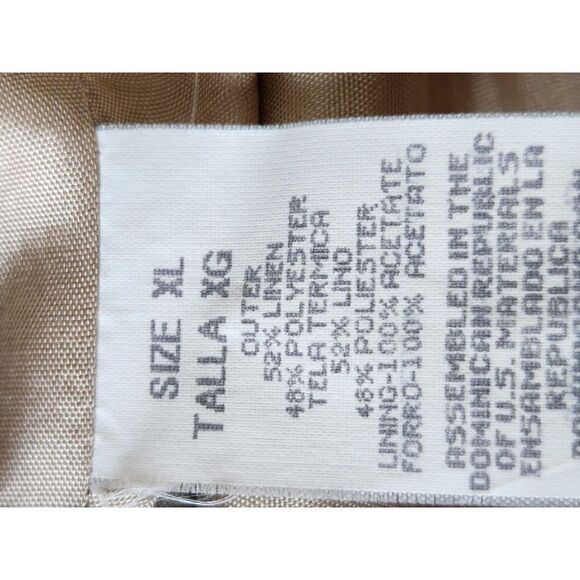 SIZE XL
TALLA XG
OUTER
52% LINEN
48% POLYESTER
TELA TERMICA
52% LINO
48% POLIESTER
LINING-100% ACETATE
FORRO-100% ACETATO
ASSEMBLED IN THE
DOMINICAN REPUBLIC
OF U.S. MATERIALS
ENSAMBLADO EN LA
REPUBLICA